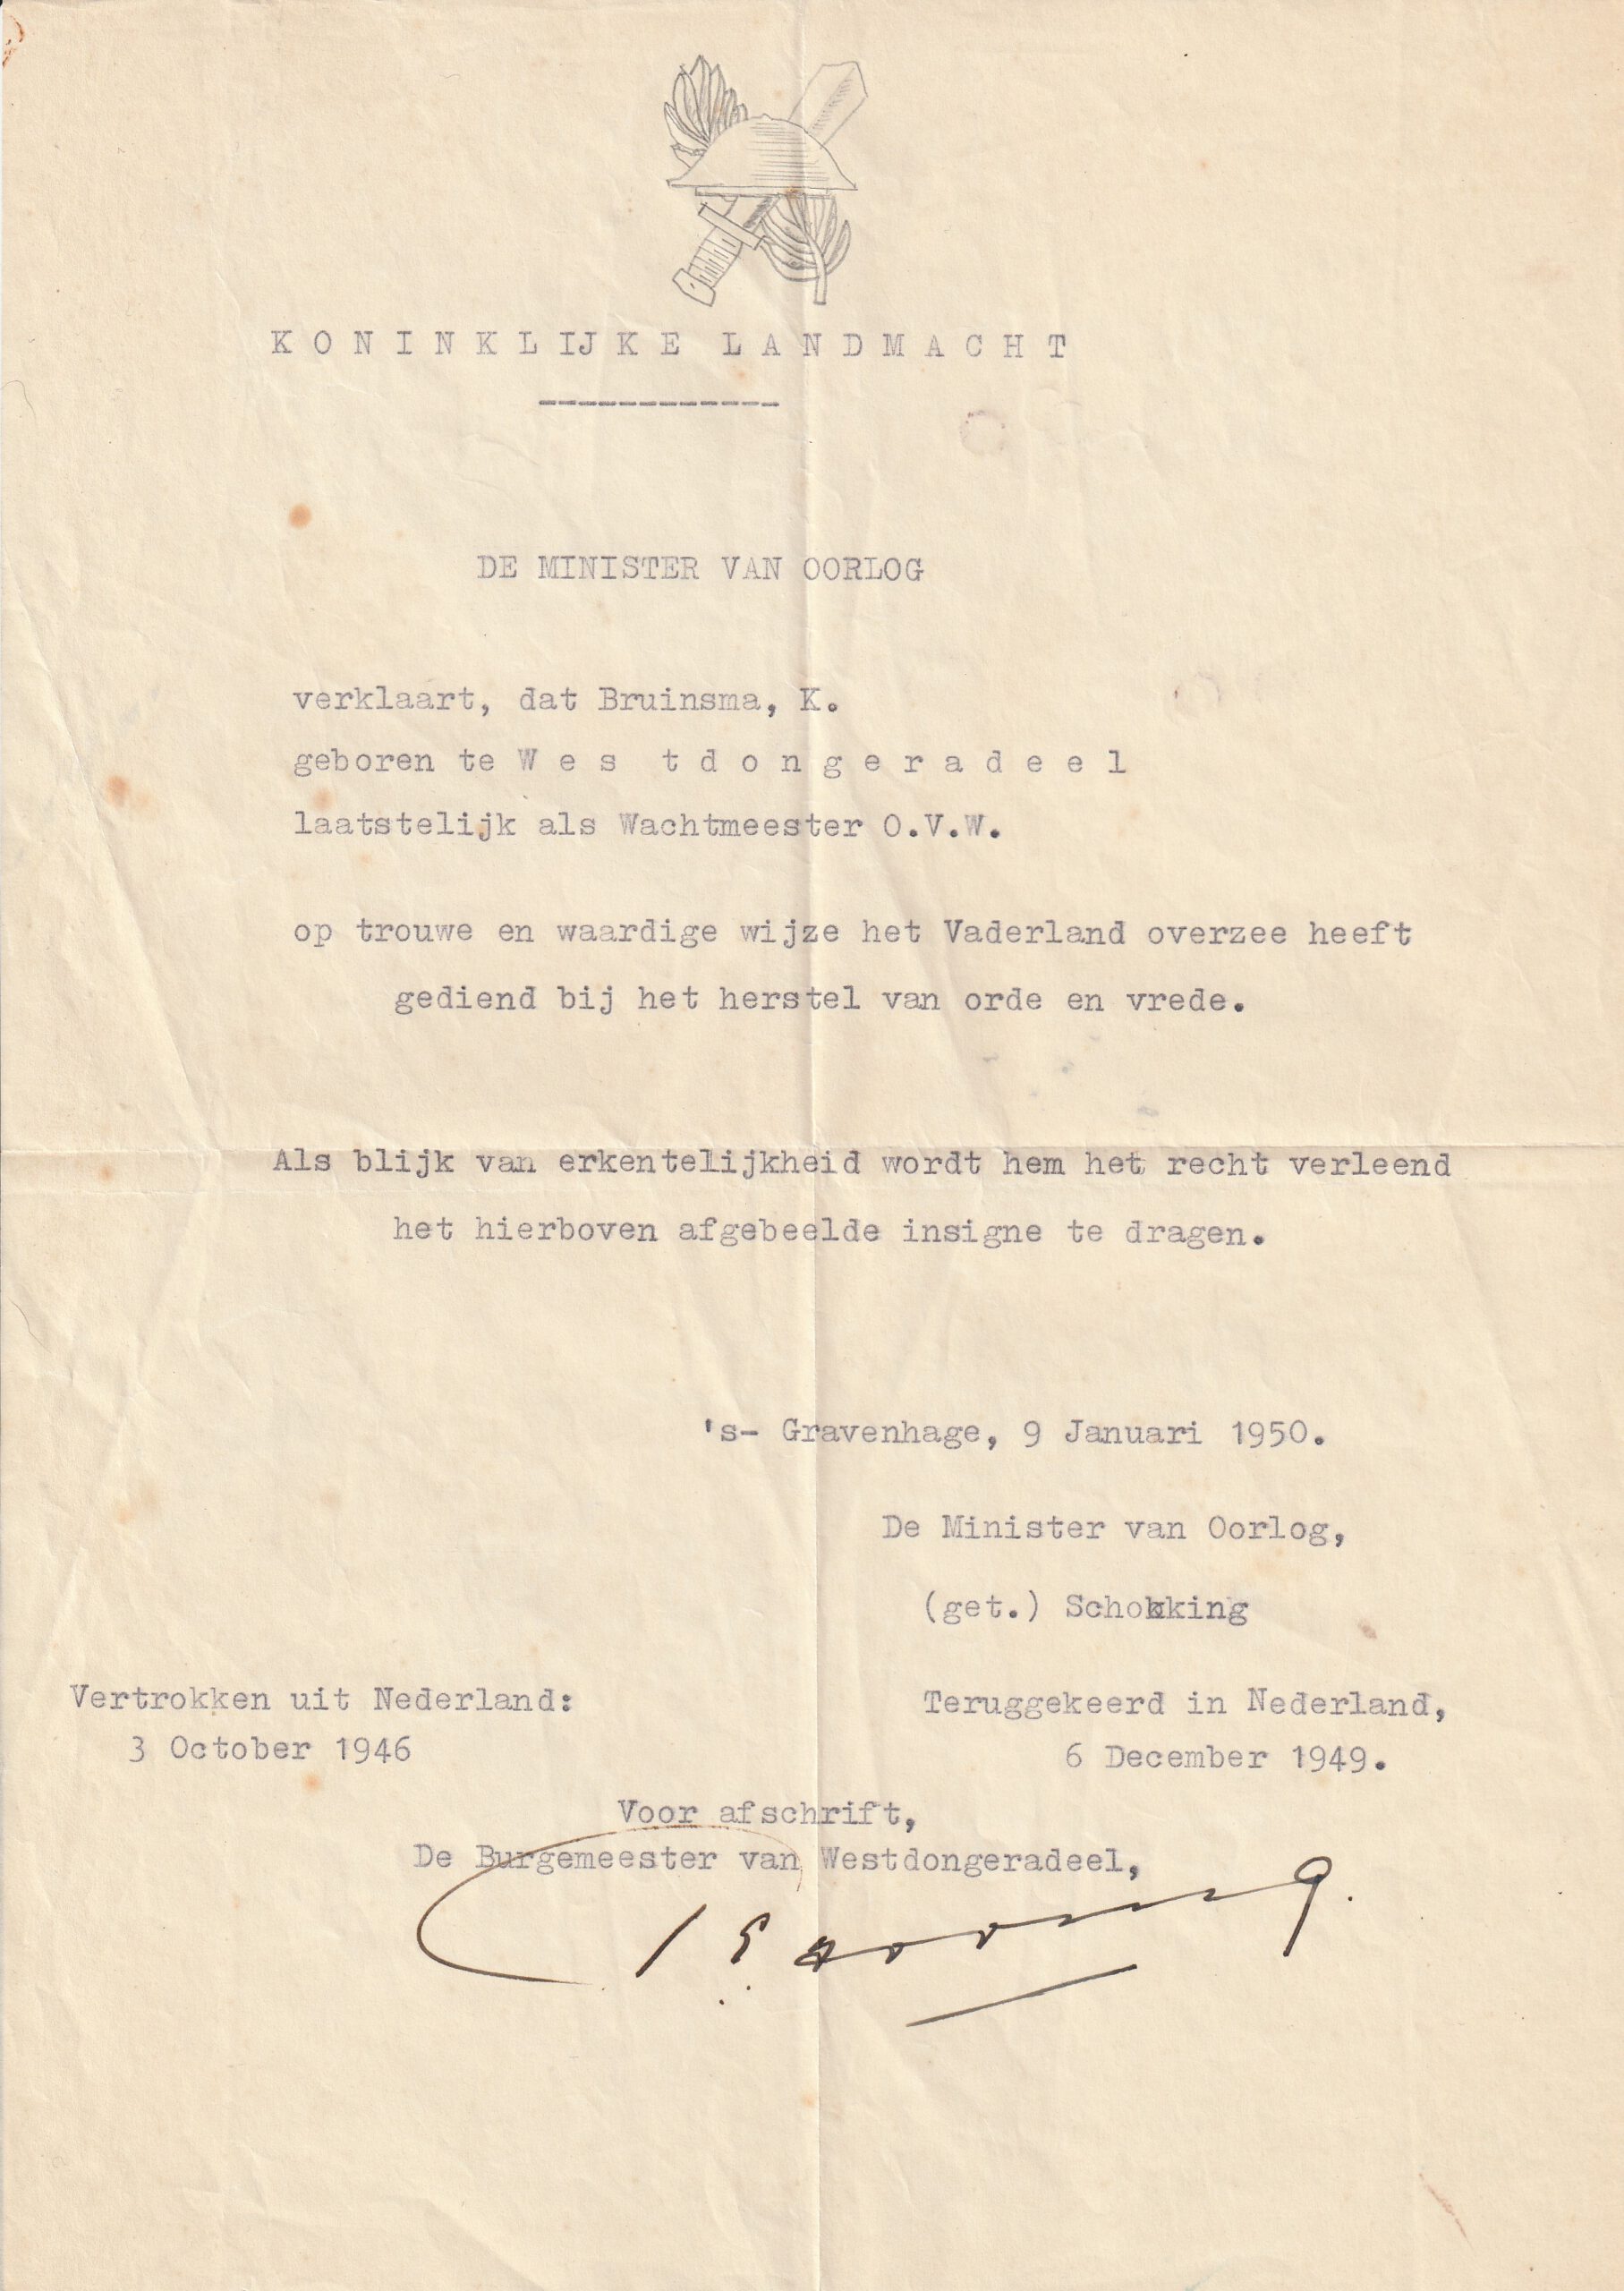 KONINKLIJKE LANDMACHT
------------
DE MINISTER VAN OORLOG
verklaart, dat Bruinsma, K.
geboren te Wes tdongeradeel
laatstelijk als Wachtmeester O.V.W.
op trouwe en waardige wijze het Vaderland overzee heeft
gediend bij het herstel van orde en vrede.
Als blijk van erkentelijkheid wordt hem het recht verleend
het hierboven afgebeelde insigne te dragen.
's- Gravenhage, 9 Januari 1950.
De Minister van Oorlog,
(get.) Schokking
Vertrokken uit Nederland:
3 October 1946
Teruggekeerd in Nederland,
6 December 1949.
Voor afschrift,
De Burgemeester van Westdongeradeel,